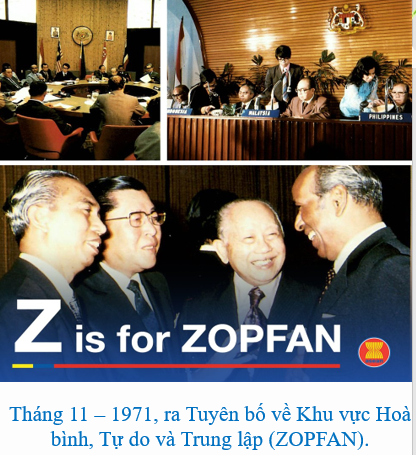 INDONESIA
MALAYSIA
PHILIPPINES
Z is for ZOPFAN
Tháng 11 – 1971, ra Tuyên bố về Khu vực Hoà
bình, Tự do và Trung lập (ZOPFAN).